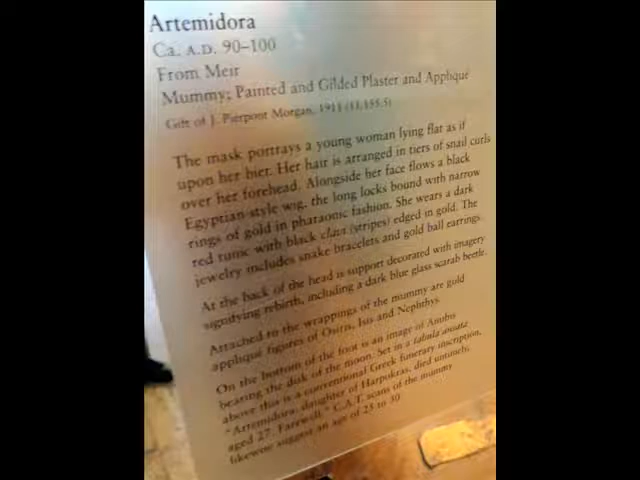 Artemidora
Ca. A.D. 90–100
From Meir
Mummy; Painted and Gilded Plaster and Appliqué
Gift of J. Pierpont Morgan, 1911 (11.155.5)
The mask portrays a young woman lying flat as if
upon her bier. Her hair is arranged in tiers of snail curls
over her forehead. Alongside her face flows a black
Egyptian-style wig, the long locks bound with narrow
rings of gold in pharaonic fashion. She wears a dark
red tunic with black clavi (stripes) edged in gold. The
jewelry includes snake bracelets and gold ball earrings.
At the back of the head is support decorated with imagery
signifying rebirth, including a dark blue glass scarab beetle.
Attached to the wrappings of the mummy are gold
appliqué figures of Osiris, Isis and Nephthys.
On the bottom of the foot is an image of Anubis
bearing the disk of the moon. Set in a tabula ansata
above this is a conventional Greek funerary inscription,
"Artemidora, daughter of Harpokras, died untimely,
aged 27. Farewell." C.A.T. scans of the mummy
likewise suggest an age of 25 to 30